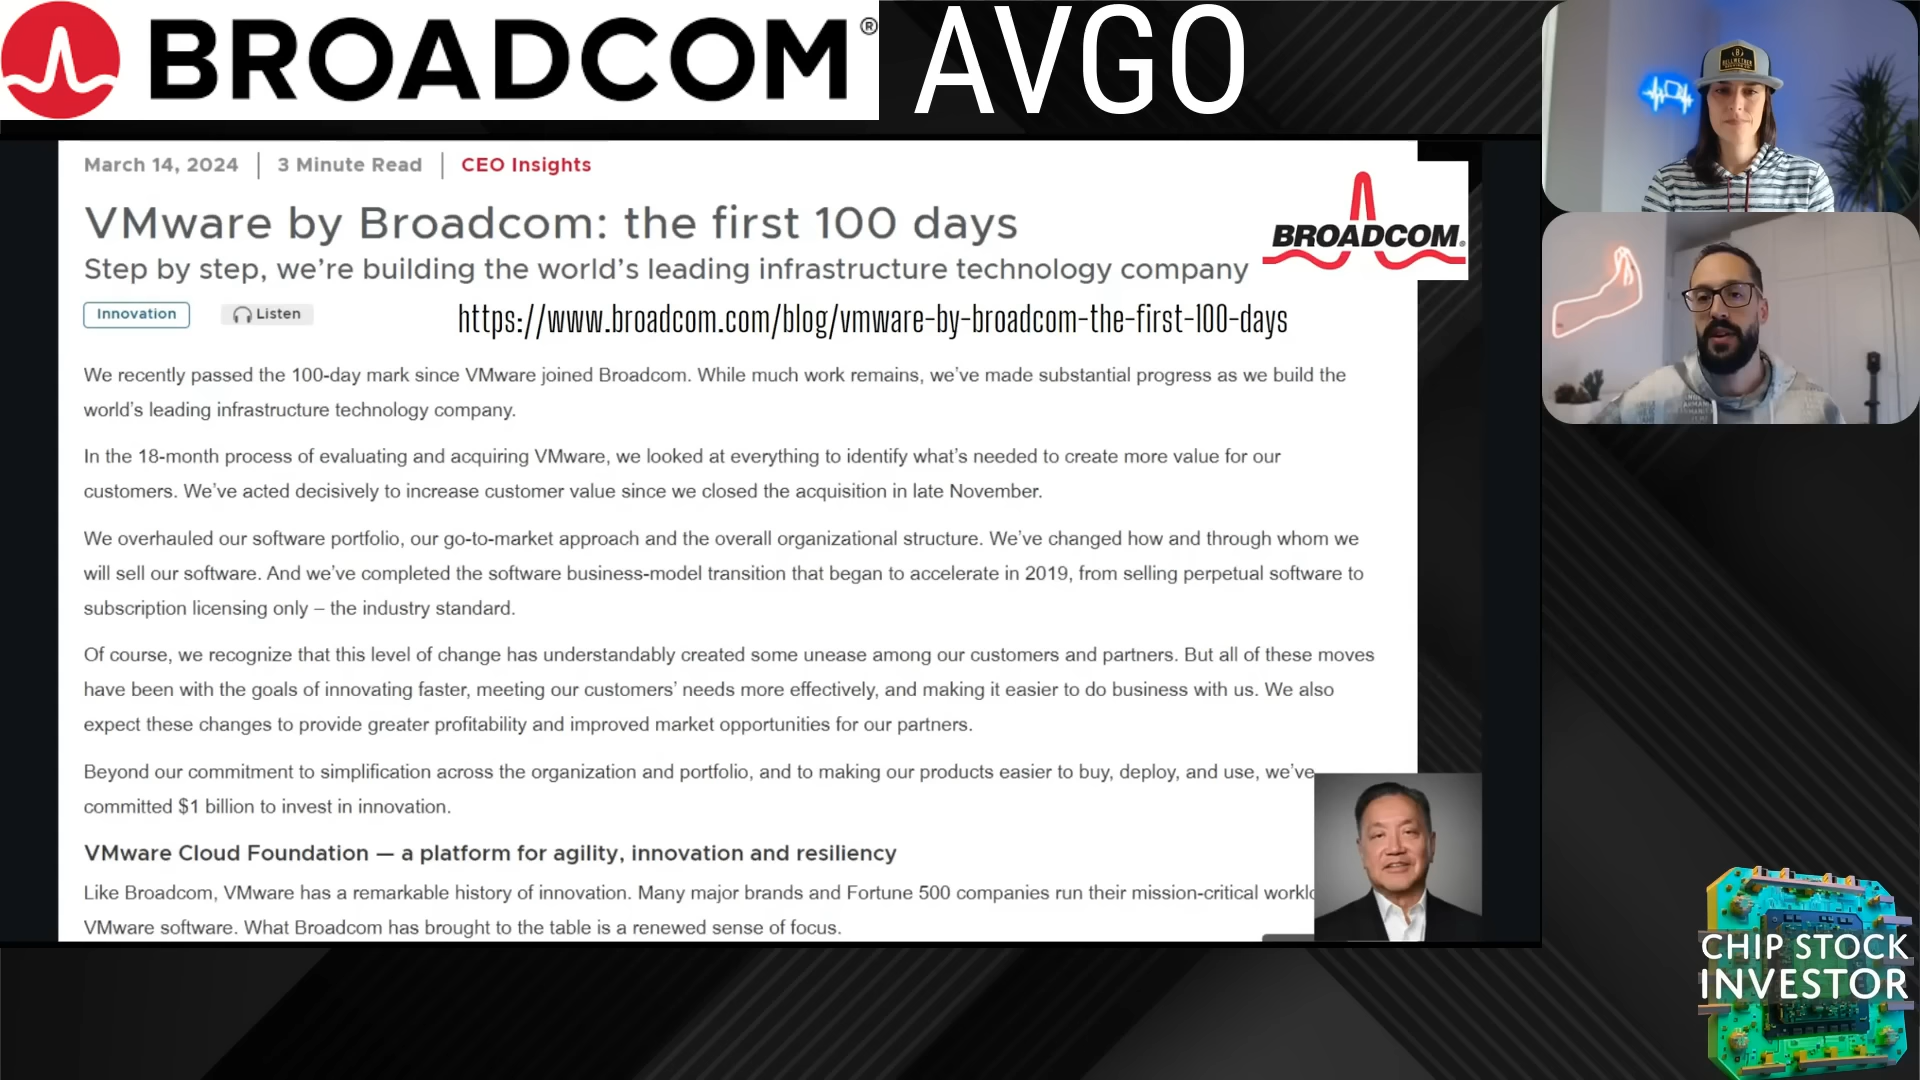 BROADCOM®
AVGO
March 14, 2024 | 3 Minute Read | CEO Insights
VMware by Broadcom: the first 100 days
BROADCOM
Step by step, we're building the world's leading infrastructure technology company
Innovation
Listen
https://www.broadcom.com/blog/vmware-by-broadcom-the-first-100-days
We recently passed the 100-day mark since VMware joined Broadcom. While much work remains, we've made substantial progress as we build the
world's leading infrastructure technology company.
In the 18-month process of evaluating and acquiring VMware, we looked at everything to identify what's needed to create more value for our
customers. We've acted decisively to increase customer value since we closed the acquisition in late November.
We overhauled our software portfolio, our go-to-market approach and the overall organizational structure. We've changed how and through whom we
will sell our software. And we've completed the software business-model transition that began to accelerate in 2019, from selling perpetual software to
subscription licensing only – the industry standard.
Of course, we recognize that this level of change has understandably created some unease among our customers and partners. But all of these moves
have been with the goals of innovating faster, meeting our customers' needs more effectively, and making it easier to do business with us. We also
expect these changes to provide greater profitability and improved market opportunities for our partners.
Beyond our commitment to simplification across the organization and portfolio, and to making our products easier to buy, deploy, and use, we've
committed $1 billion to invest in innovation.
VMware Cloud Foundation — a platform for agility, innovation and resiliency
Like Broadcom, VMware has a remarkable history of innovation. Many major brands and Fortune 500 companies run their mission-critical
VMware software. What Broadcom has brought to the table is a renewed sense of focus.
CHIP STOCK
INVESTOR